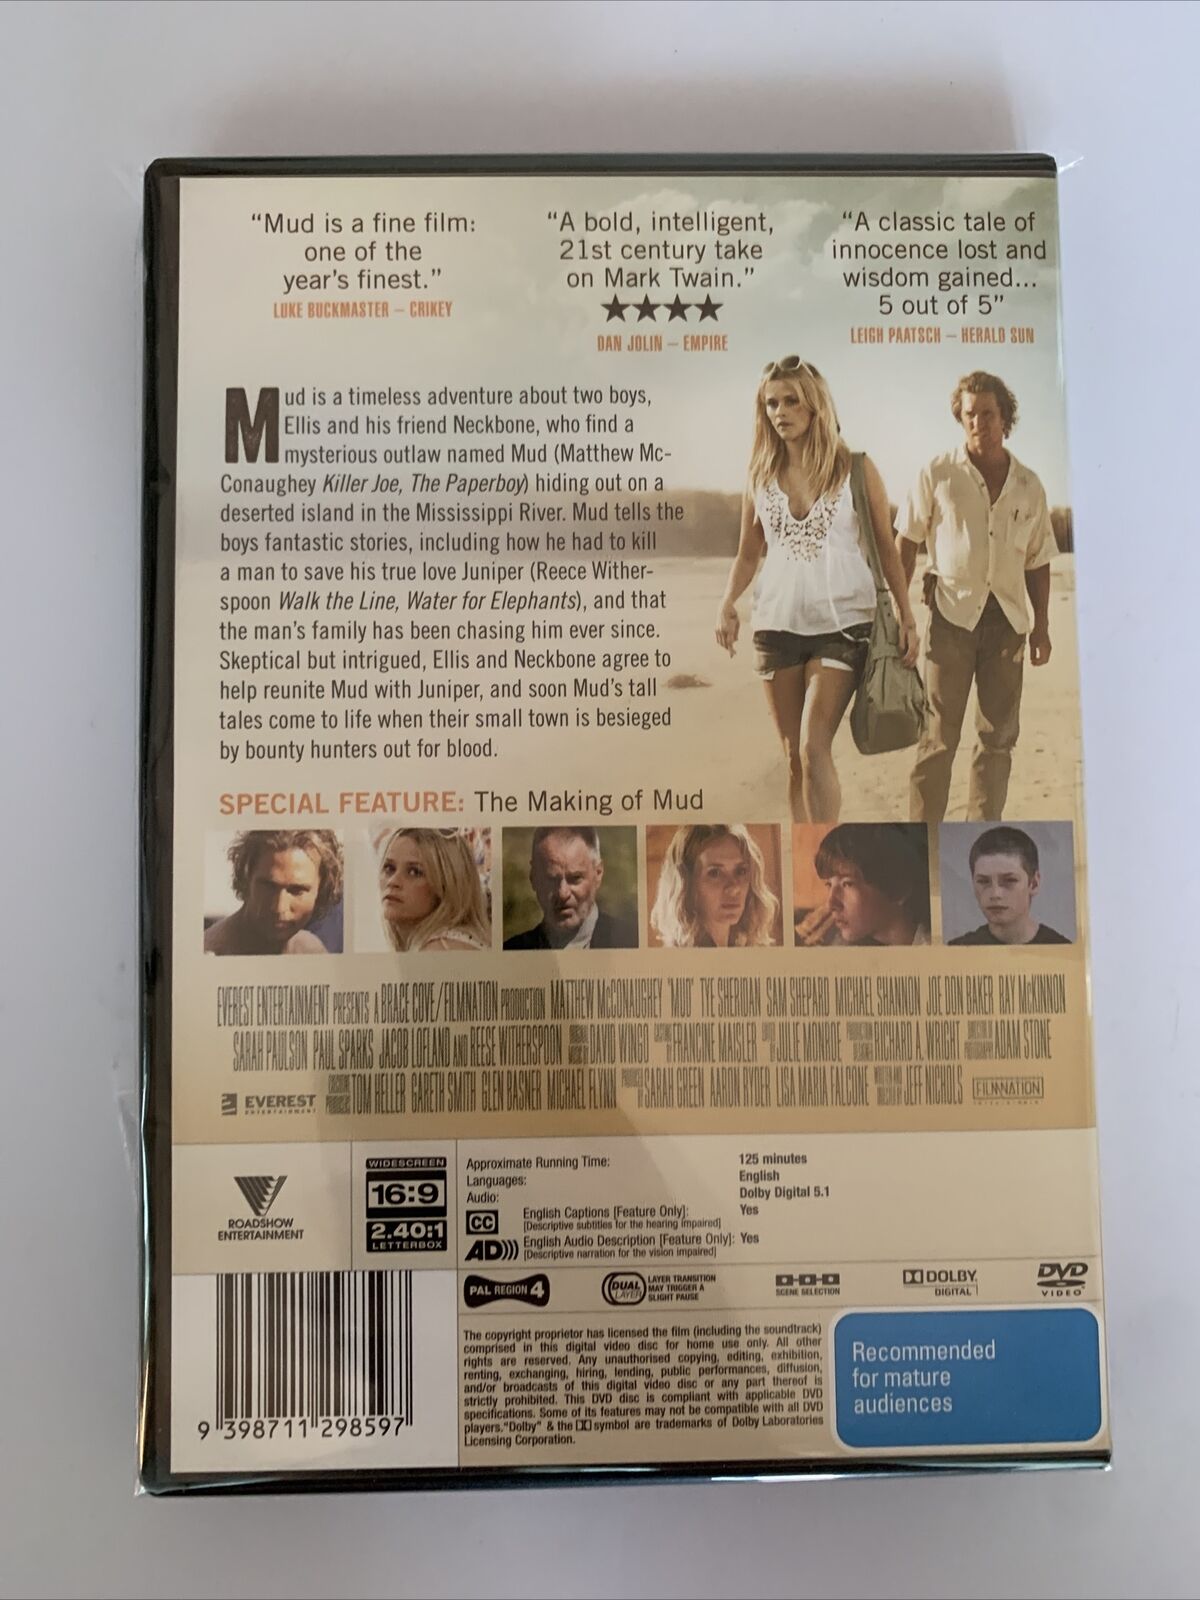 "Mud is a fine film:
one of the
year's finest."
LUKE BUCKMASTER – CRIKEY
"A bold, intelligent,
21st century take
on Mark Twain."
★★★★
DAN JOLIN – EMPIRE
"A classic tale of
innocence lost and
wisdom gained...
5 out of 5"
LEIGH PAATSCH – HERALD SUN
Mud is a timeless adventure about two boys,
Ellis and his friend Neckbone, who find a
mysterious outlaw named Mud (Matthew Mc-
Conaughey Killer Joe, The Paperboy) hiding out on a
deserted island in the Mississippi River. Mud tells the
boys fantastic stories, including how he had to kill
a man to save his true love Juniper (Reece Wither-
spoon Walk the Line, Water for Elephants), and that
the man's family has been chasing him ever since.
Skeptical but intrigued, Ellis and Neckbone agree to
help reunite Mud with Juniper, and soon Mud's tall
tales come to life when their small town is besieged
by bounty hunters out for blood.
SPECIAL FEATURE: The Making of Mud
EVEREST ENTERTAINMENT PRESENTS A BRACE COVE/FILMNATION PRODUCTION MATTHEW McCONAUGHEY "MUD" TYE SHERIDAN SAM SHEPARD MICHAEL SHANNON JOE DON BAKER RAY McKINNON
SARAH PAULSON PAUL SPARKS JACOB LOFLAND AND REESE WITHERSPOON DAVID WINGO FRANCINE MAISLER JULIE MONROE RICHARD A. WRIGHT ADAM STONE
TOM HELLER GARETH SMITH GLEN BASNER MICHAEL FLYNN SARAH GREEN AARON RYDER LISA MARIA FALCONE JEFF NICHOLS
EVEREST
ENTERTAINMENT
FILMNATION
ENTERTAINMENT
ROADSHOW
ENTERTAINMENT
WIDESCREEN
16:9
2.40:1
LETTERBOX
Approximate Running Time: 125 minutes
Languages: English
Audio: Dolby Digital 5.1
CC English Captions [Feature Only]: Yes
[Descriptive subtitles for the hearing impaired]
AD))) English Audio Description [Feature Only]: Yes
[Descriptive narration for the vision impaired]
PAL REGION 4
DUAL
LAYER
LAYER TRANSITION
MAY TRIGGER A
SLIGHT PAUSE
SCENE SELECTION
DOLBY
DIGITAL
DVD
VIDEO
The copyright proprietor has licensed the film (including the soundtrack)
comprised in this digital video disc for home use only. All other
rights are reserved. Any unauthorised copying, editing, exhibition,
renting, exchanging, hiring, lending, public performances, diffusion,
and/or broadcasts of this digital video disc or any part thereof is
strictly prohibited. This DVD disc is compliant with applicable DVD
specifications. Some of its features may not be compatible with all DVD
players."Dolby" & the symbol are trademarks of Dolby Laboratories
Licensing Corporation.
Recommended
for mature
audiences
9 398711 298597